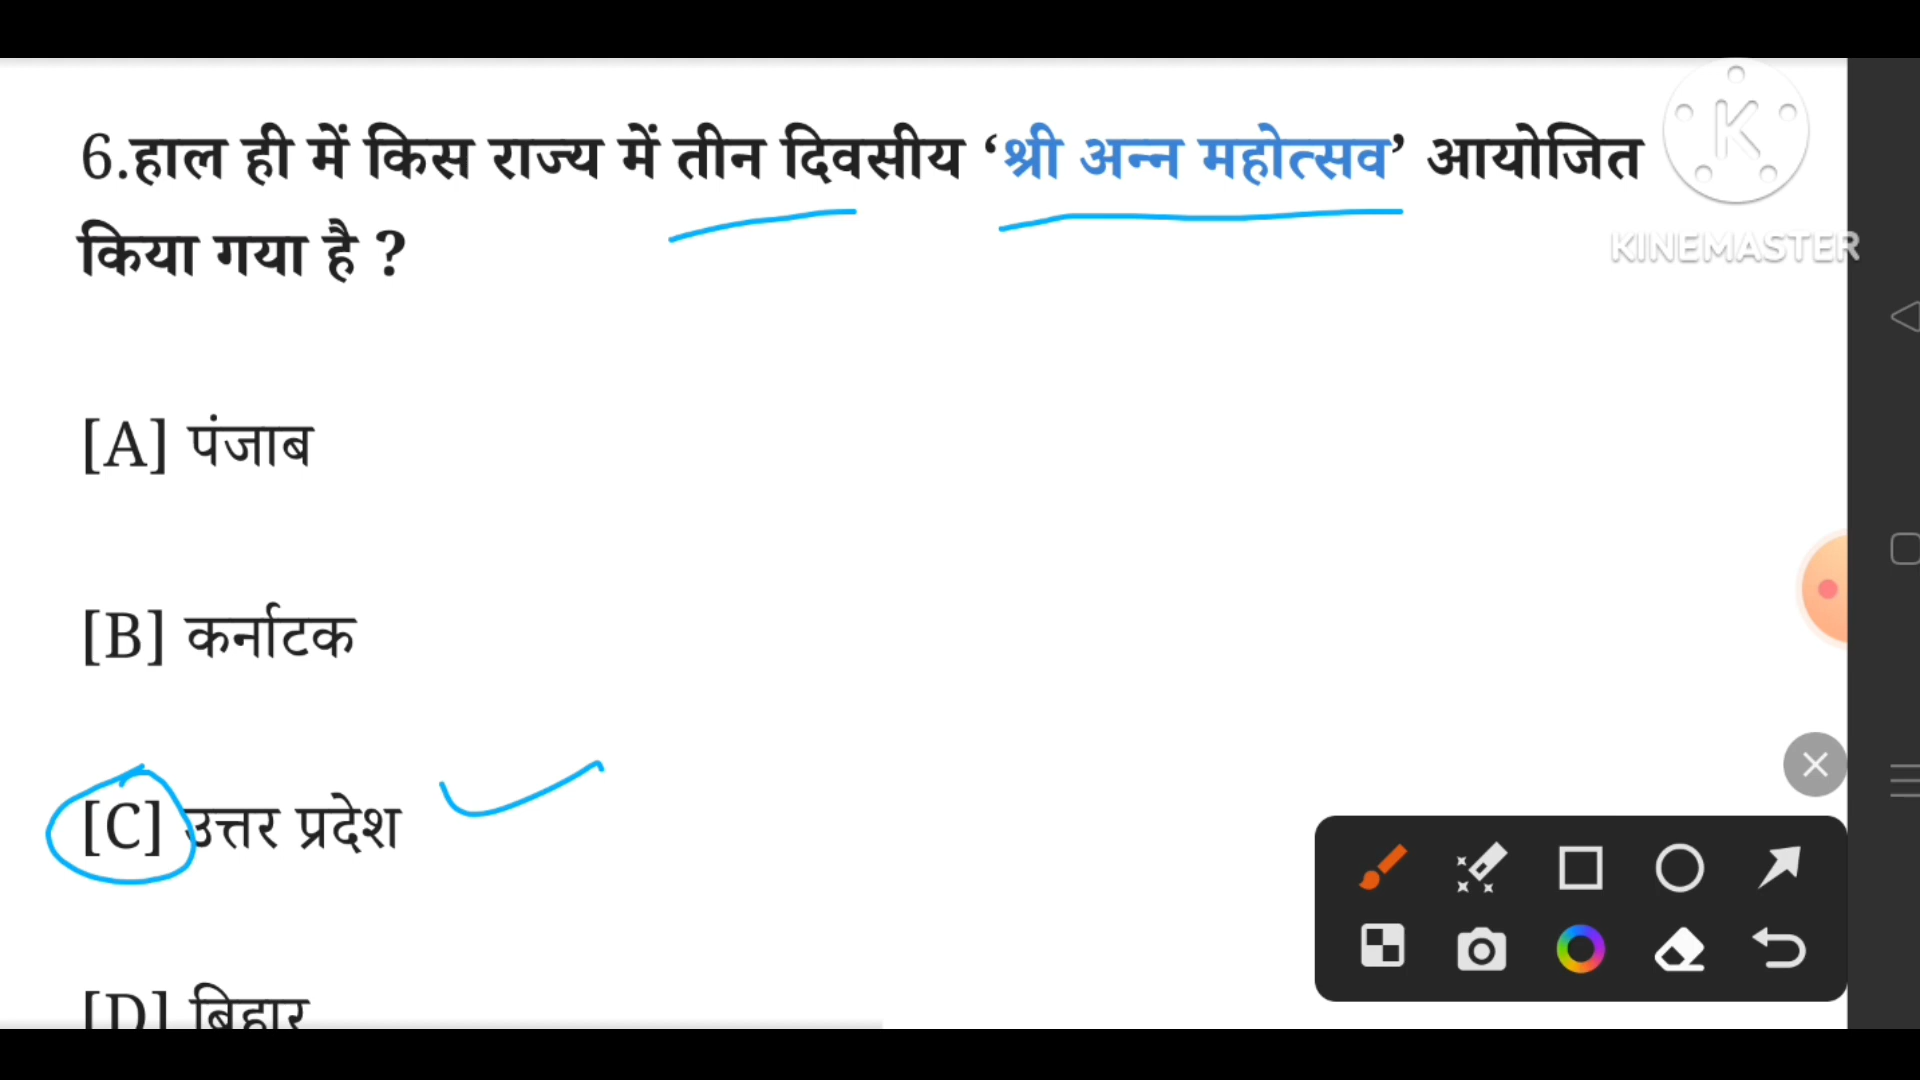 6.हाल ही में किस राज्य में तीन दिवसीय ‘श्री अन्न महोत्सव’ आयोजित
किया गया है ?
K
KINEMASTER
[A] पंजाब
[B] कर्नाटक
[C] उत्तर प्रदेश
[D] बिहार